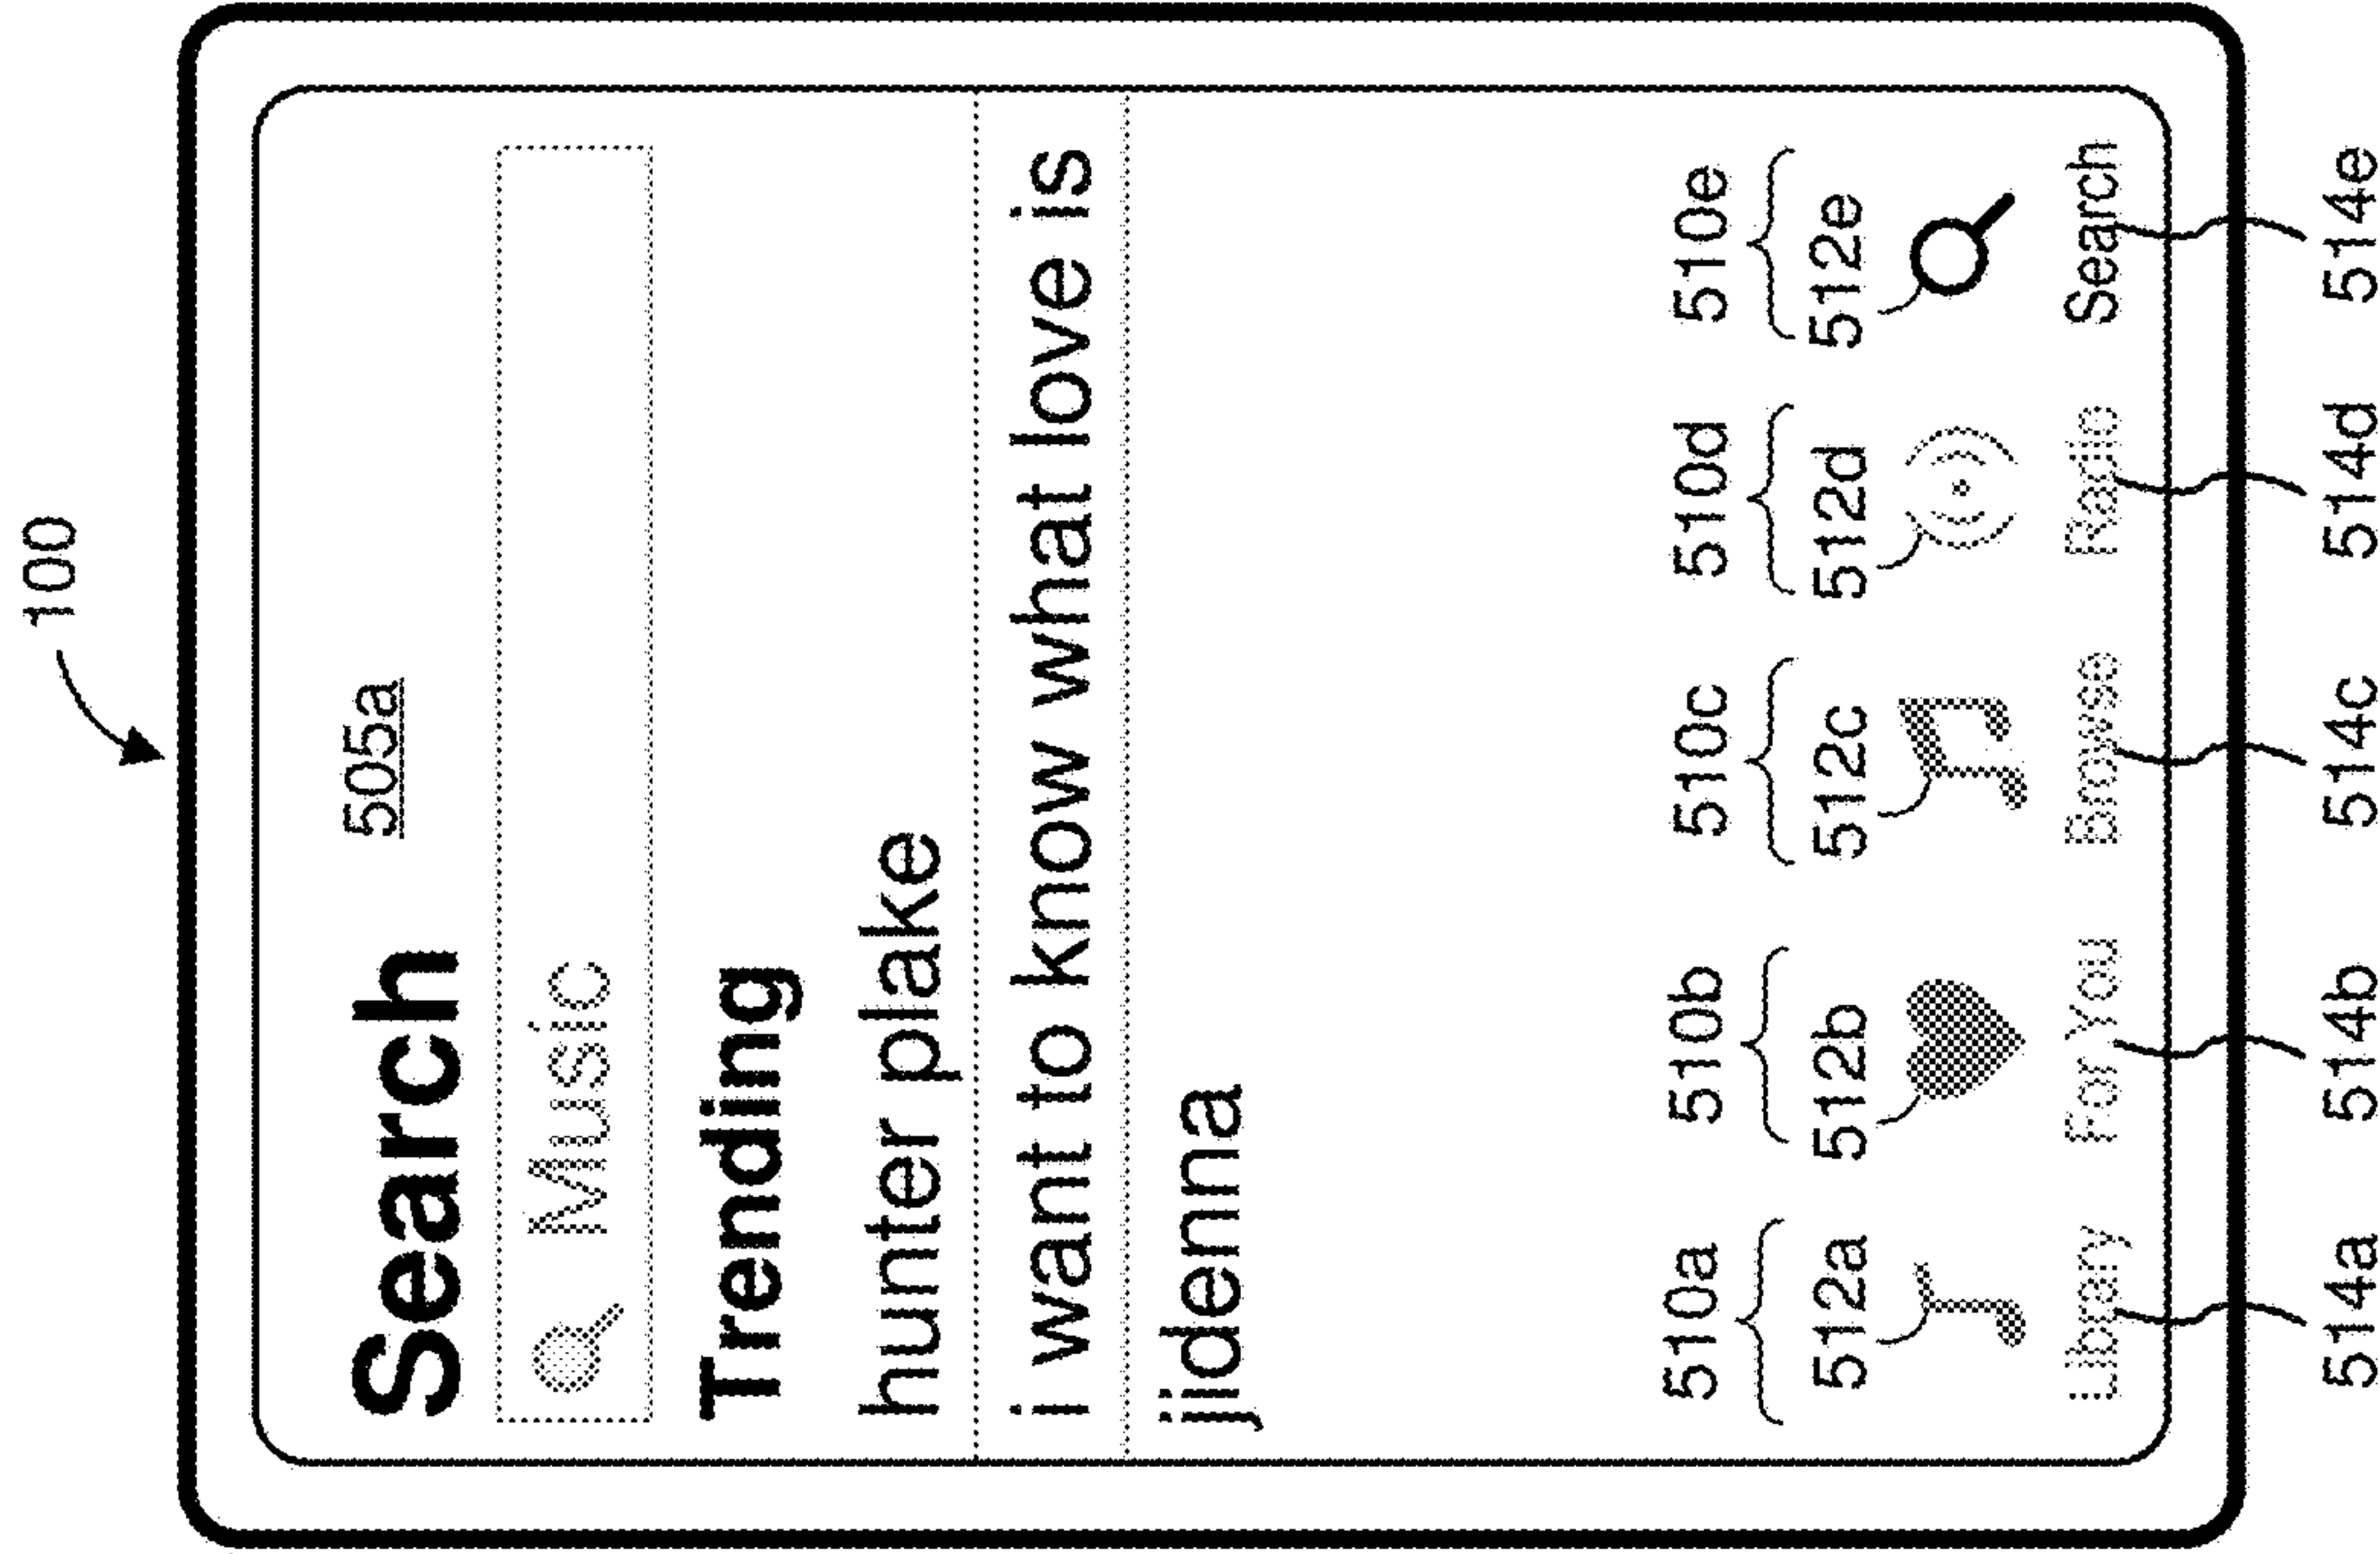 100
Search 505a
Music
Trending
hunter plake
i want to know what love is
jidenna
510a 510b 510c 510d 510e
512a 512b 512c 512d 512e
Library For You Browse Radio Search
514a 514b 514c 514d 514e